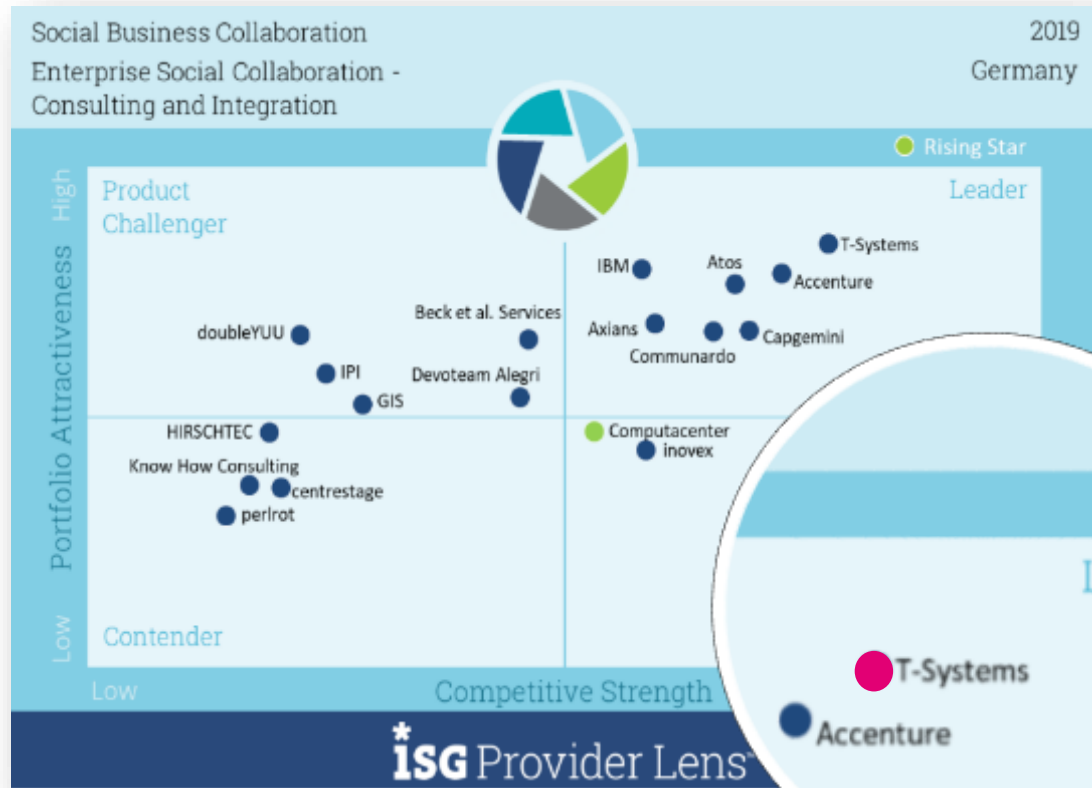 Social Business Collaboration
2019
Enterprise Social Collaboration -
Germany
Consulting and Integration
Rising Star
High
Product
Challenger
Leader
T-Systems
IBM
Atos
Accenture
Beck et al. Services
Axians
doubleYUU
Capgemini
Communardo
IPI
Devoteam Alegri
GIS
HIRSCHTEC
Computacenter
inovex
Know How Consulting
centrestage
perlrot
Portfolio Attractiveness
Contender
Low
Low
Competitive Strength
T-Systems
Accenture
*ISG Provider Lens™